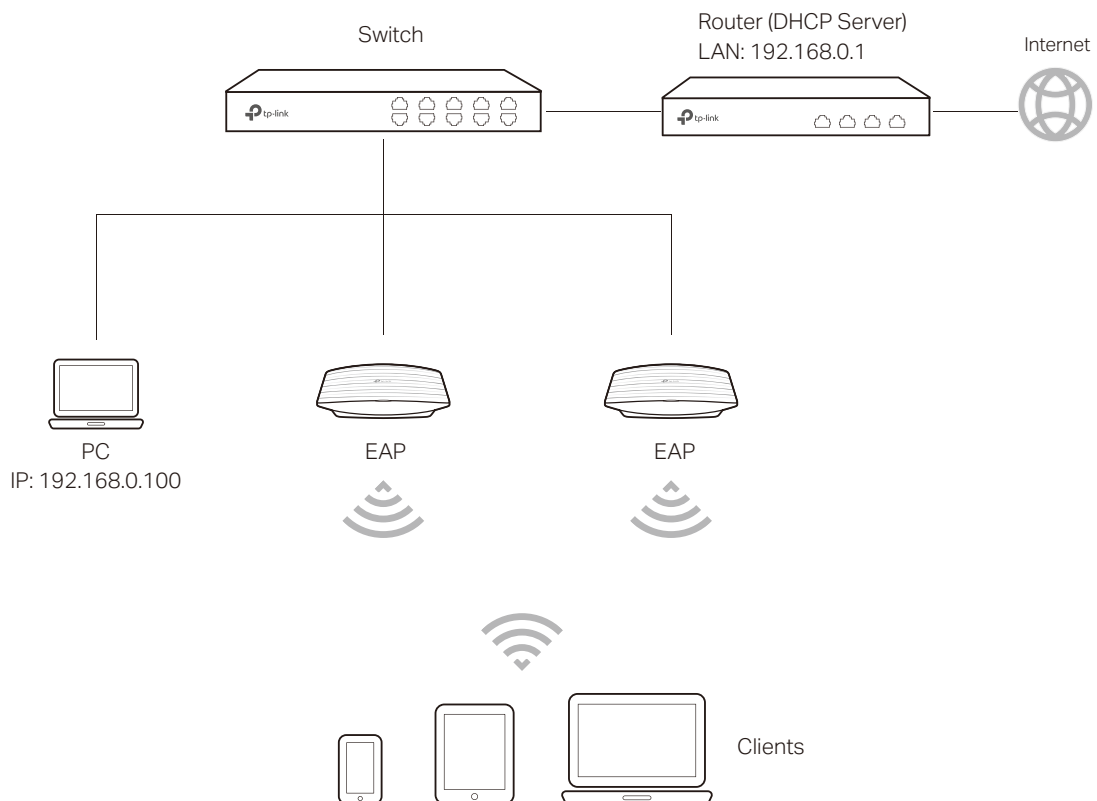 Switch
Router (DHCP Server)
LAN: 192.168.0.1
Internet
tp-link
tp-link
PC
IP: 192.168.0.100
EAP
EAP
Clients